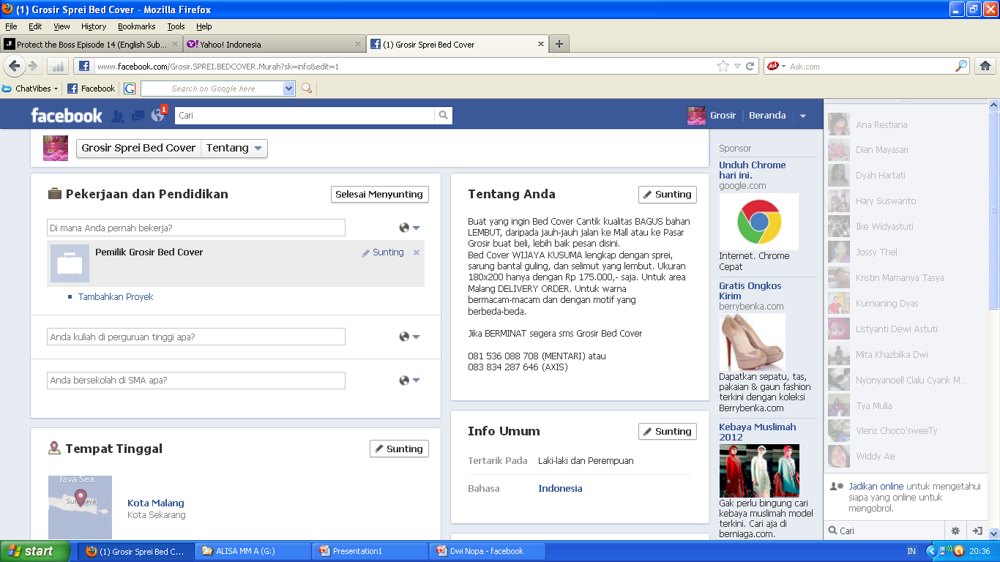 (1) Grosir Sprei Bed Cover - Mozilla Firefox
File Edit View History Bookmarks Tools Help
Protect the Boss Episode 14 (English Sub...
Yahoo! Indonesia
(1) Grosir Sprei Bed Cover
www.facebook.com/Grosir.SPREI.BEDCOVER.Murah?sk=info&edit=1
Ask Ask.com
ChatVibes Facebook G Search on Google here
facebook 1 Cari Grosir Beranda
Grosir Sprei Bed Cover Tentang
Pekerjaan dan Pendidikan Selesai Menyunting
Di mana Anda pernah bekerja?
Pemilik Grosir Bed Cover Sunting
Tambahkan Proyek
Anda kuliah di perguruan tinggi apa?
Anda bersekolah di SMA apa?
Tempat Tinggal Sunting
Java Sea
Kota Malang
Kota Sekarang
Tentang Anda Sunting
Buat yang ingin Bed Cover Cantik kualitas BAGUS bahan
LEMBUT, daripada jauh-jauh jalan ke Mall atau ke Pasar
Grosir buat beli, lebih baik pesan disini.
Bed Cover WIJAYA KUSUMA lengkap dengan sprei,
sarung bantal guling, dan selimut yang lembut. Ukuran
180x200 hanya dengan Rp 175.000,- saja. Untuk area
Malang DELIVERY ORDER. Untuk warna
bermacam-macam dan dengan motif yang
berbeda-beda.
Jika BERMINAT segera sms Grosir Bed Cover
081 536 088 708 (MENTARI) atau
083 834 287 646 (AXIS)
Info Umum Sunting
Tertarik Pada Laki-laki dan Perempuan
Bahasa Indonesia
Sponsor
Unduh Chrome
hari ini.
google.com
Internet. Chrome
Cepat
Gratis Ongkos
Kirim
berrybenka.com
Dapatkan sepatu, tas,
pakaian & gaun fashion
terkini dengan koleksi
Berrybenka.com
Kebaya Muslimah
2012
Gak perlu bingung cari
kebaya muslimah model
terkini. Cari aja di
berniaga.com.
Ana Restiana
Dian Mayasari
Dyah Hartati
Hary Suswanto
Ike Widyastuti
Jossy Thel
Kristin Mamanya Tasya
Kurnianing Dyas
Listyanti Dewi Astuti
Mita Khazbiika Dwi
Nyonyanoell Clalu Cyank M...
Tya Mulia
Vienz Choco'sweeTy
Widdy Ae
Jadikan online untuk mengetahui
siapa yang online untuk
mengobrol.
Cari
start (1) Grosir Sprei Bed C... ALISA MM A (G:) Presentation1 Dwi Nopa - facebook IN 20:36